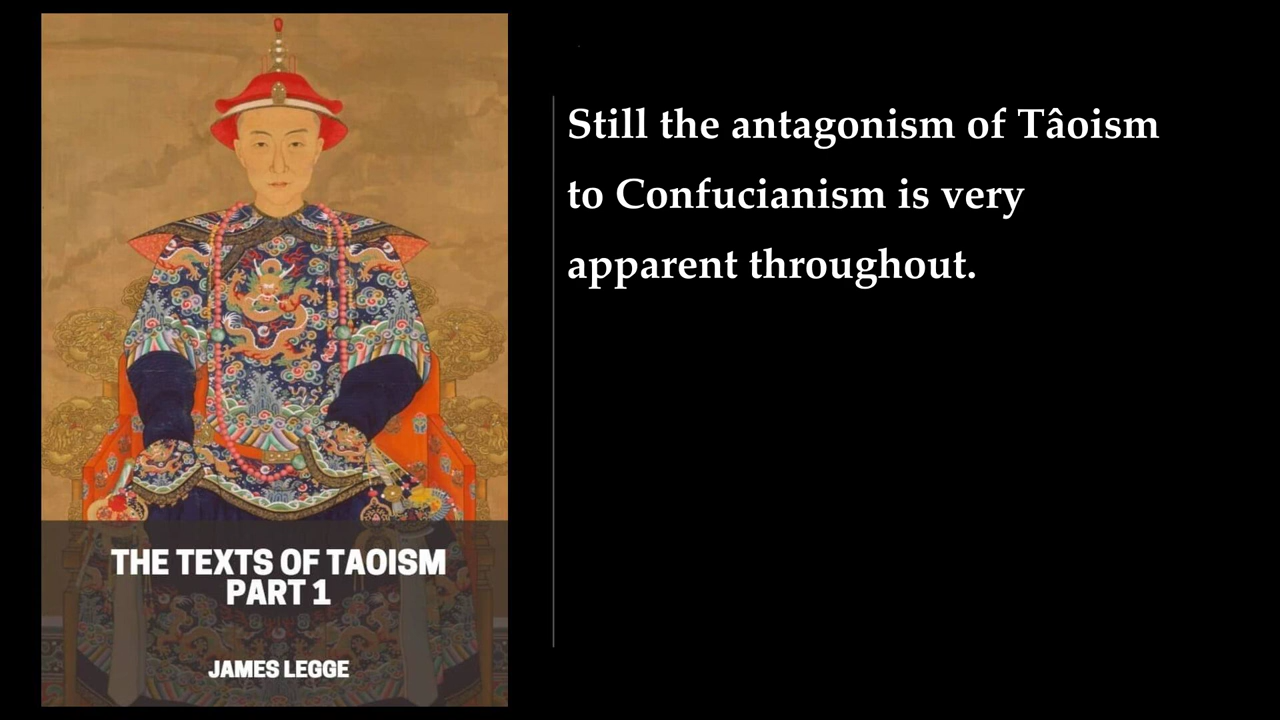 THE TEXTS OF TAOISM
PART 1
JAMES LEGGE
Still the antagonism of Tâoism
to Confucianism is very
apparent throughout.